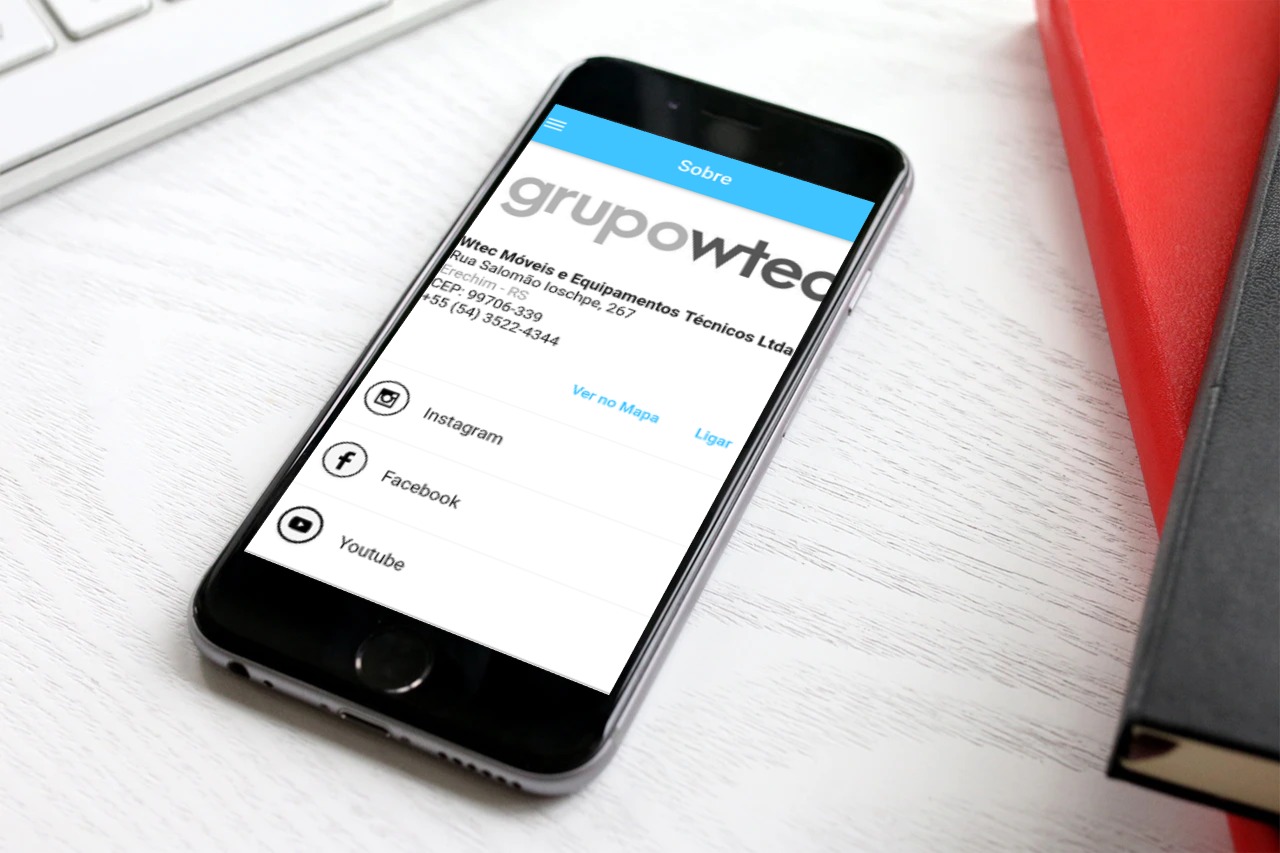 Sobre
grupowtec
Wtec Móveis e Equipamentos Técnicos Ltda
Rua Salomão Ioschpe, 267
Erechim - RS
CEP: 99706-339
+55 (54) 3522-4344
Ver no Mapa Ligar
Instagram
Facebook
Youtube